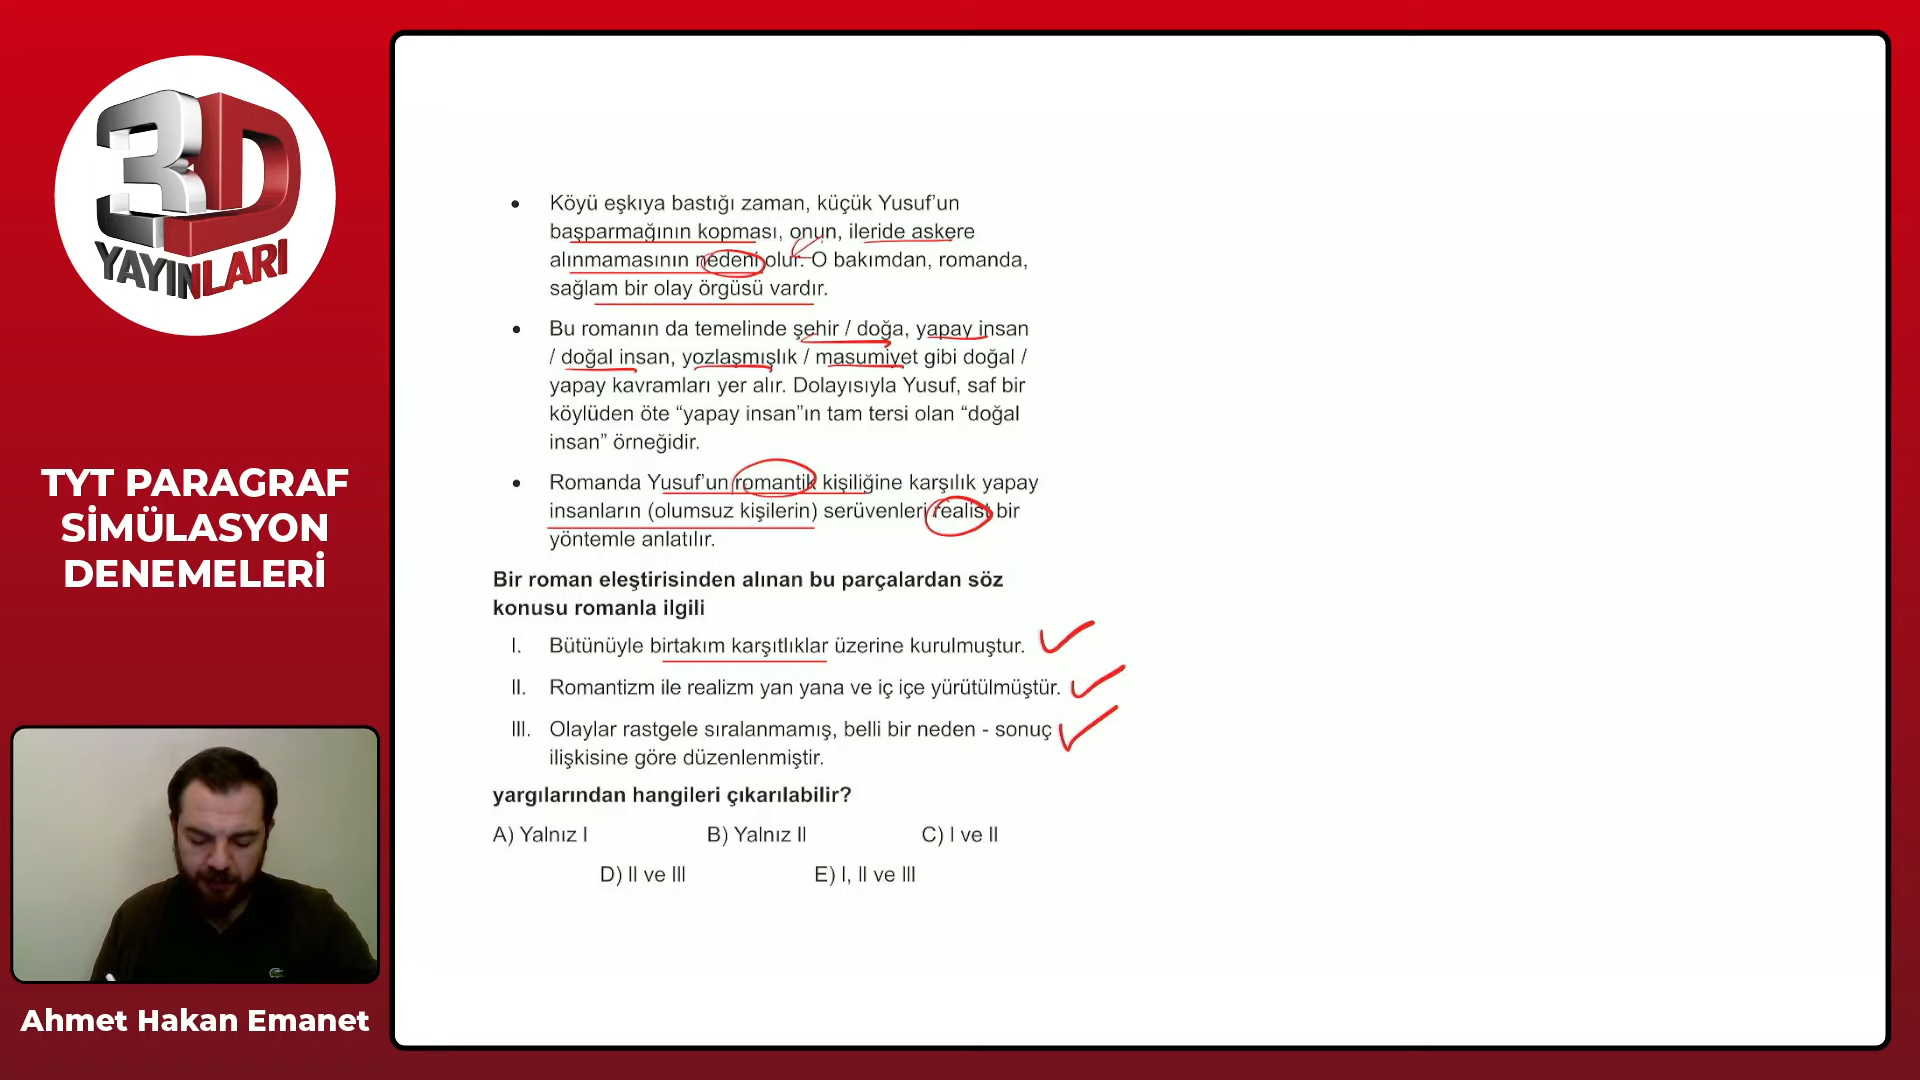 3D
YAYINLARI
TYT PARAGRAF
SİMÜLASYON
DENEMELERİ
Ahmet Hakan Emanet
• Köyü eşkıya bastığı zaman, küçük Yusuf’un
başparmağının kopması, onun, ileride askere
alınmamasının nedeni olur. O bakımdan, romanda,
sağlam bir olay örgüsü vardır.
• Bu romanın da temelinde şehir / doğa, yapay insan
/ doğal insan, yozlaşmışlık / masumiyet gibi doğal /
yapay kavramları yer alır. Dolayısıyla Yusuf, saf bir
köylüden öte “yapay insan”ın tam tersi olan “doğal
insan” örneğidir.
• Romanda Yusuf’un romantik kişiliğine karşılık yapay
insanların (olumsuz kişilerin) serüvenleri realist bir
yöntemle anlatılır.
Bir roman eleştirisinden alınan bu parçalardan söz
konusu romanla ilgili
I. Bütünüyle birtakım karşıtlıklar üzerine kurulmuştur.
II. Romantizm ile realizm yan yana ve iç içe yürütülmüştür.
III. Olaylar rastgele sıralanmamış, belli bir neden - sonuç
ilişkisine göre düzenlenmiştir.
yargılarından hangileri çıkarılabilir?
A) Yalnız I B) Yalnız II C) I ve II
D) II ve III E) I, II ve III